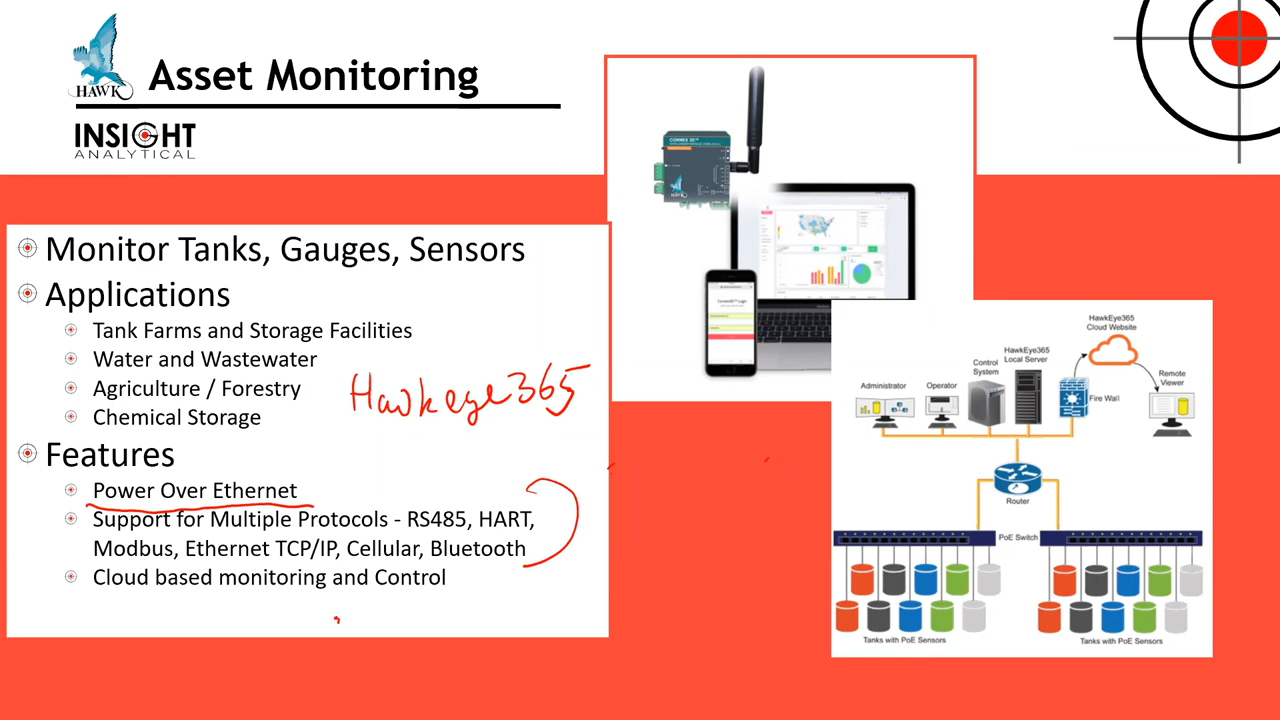 HAWK
Asset Monitoring
INSIGHT
ANALYTICAL
Monitor Tanks, Gauges, Sensors
Applications
Tank Farms and Storage Facilities
Water and Wastewater
Agriculture / Forestry
Chemical Storage
Hawkeye365
Features
Power Over Ethernet
Support for Multiple Protocols - RS485, HART,
Modbus, Ethernet TCP/IP, Cellular, Bluetooth
Cloud based monitoring and Control
HAWK
HawkEye365
Cloud Website
HawkEye365
Local Server
Control
System
Administrator
Operator
Remote
Viewer
Fire Wall
Router
PoE Switch
Tanks with PoE Sensors
Tanks with PoE Sensors